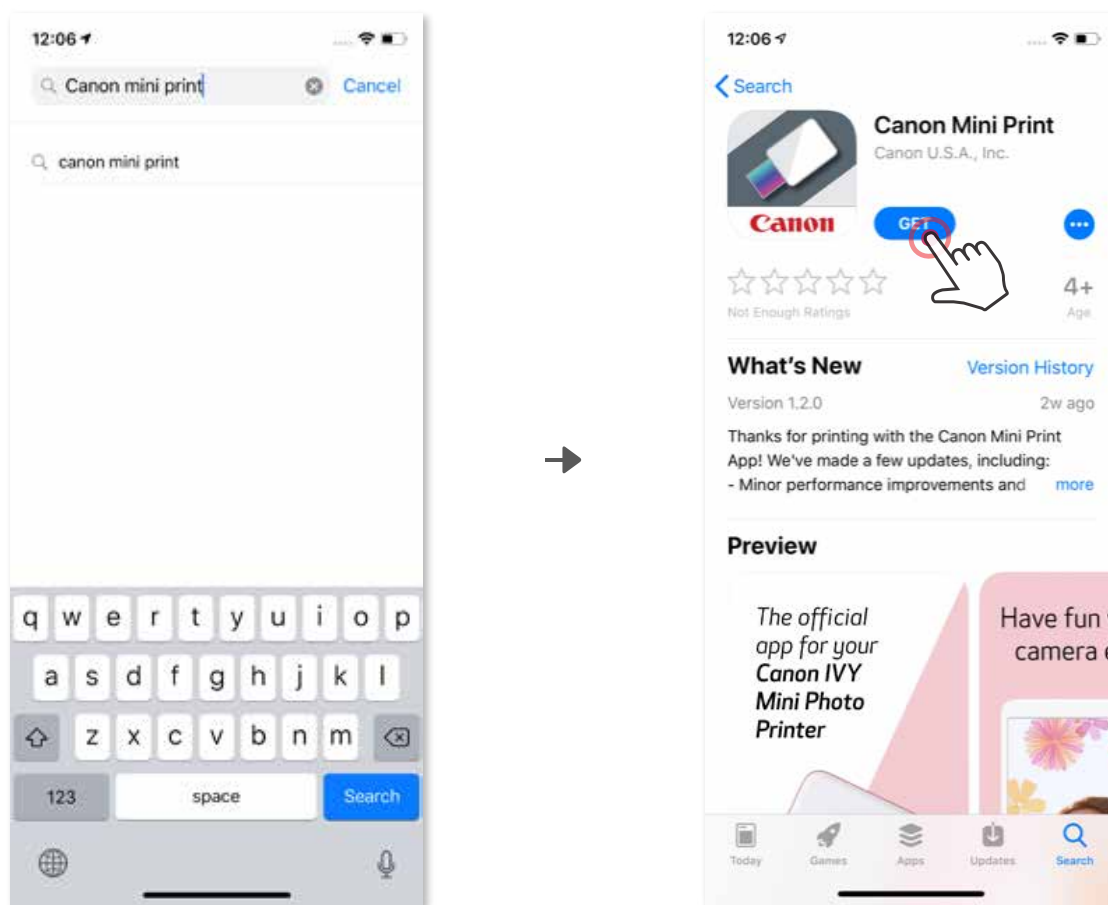 12:06
Canon mini print
Cancel
canon mini print
q w e r t y u i o p
a s d f g h j k l
z x c v b n m
123 space Search
12:06
Search
Canon Mini Print
Canon U.S.A., Inc.
Canon
GET
4+
Not Enough Ratings
Age
What's New
Version History
Version 1.2.0
2w ago
Thanks for printing with the Canon Mini Print
App! We've made a few updates, including:
- Minor performance improvements and more
Preview
The official
app for your
Canon IVY
Mini Photo
Printer
Have fun
camera e
Today Games Apps Updates Search